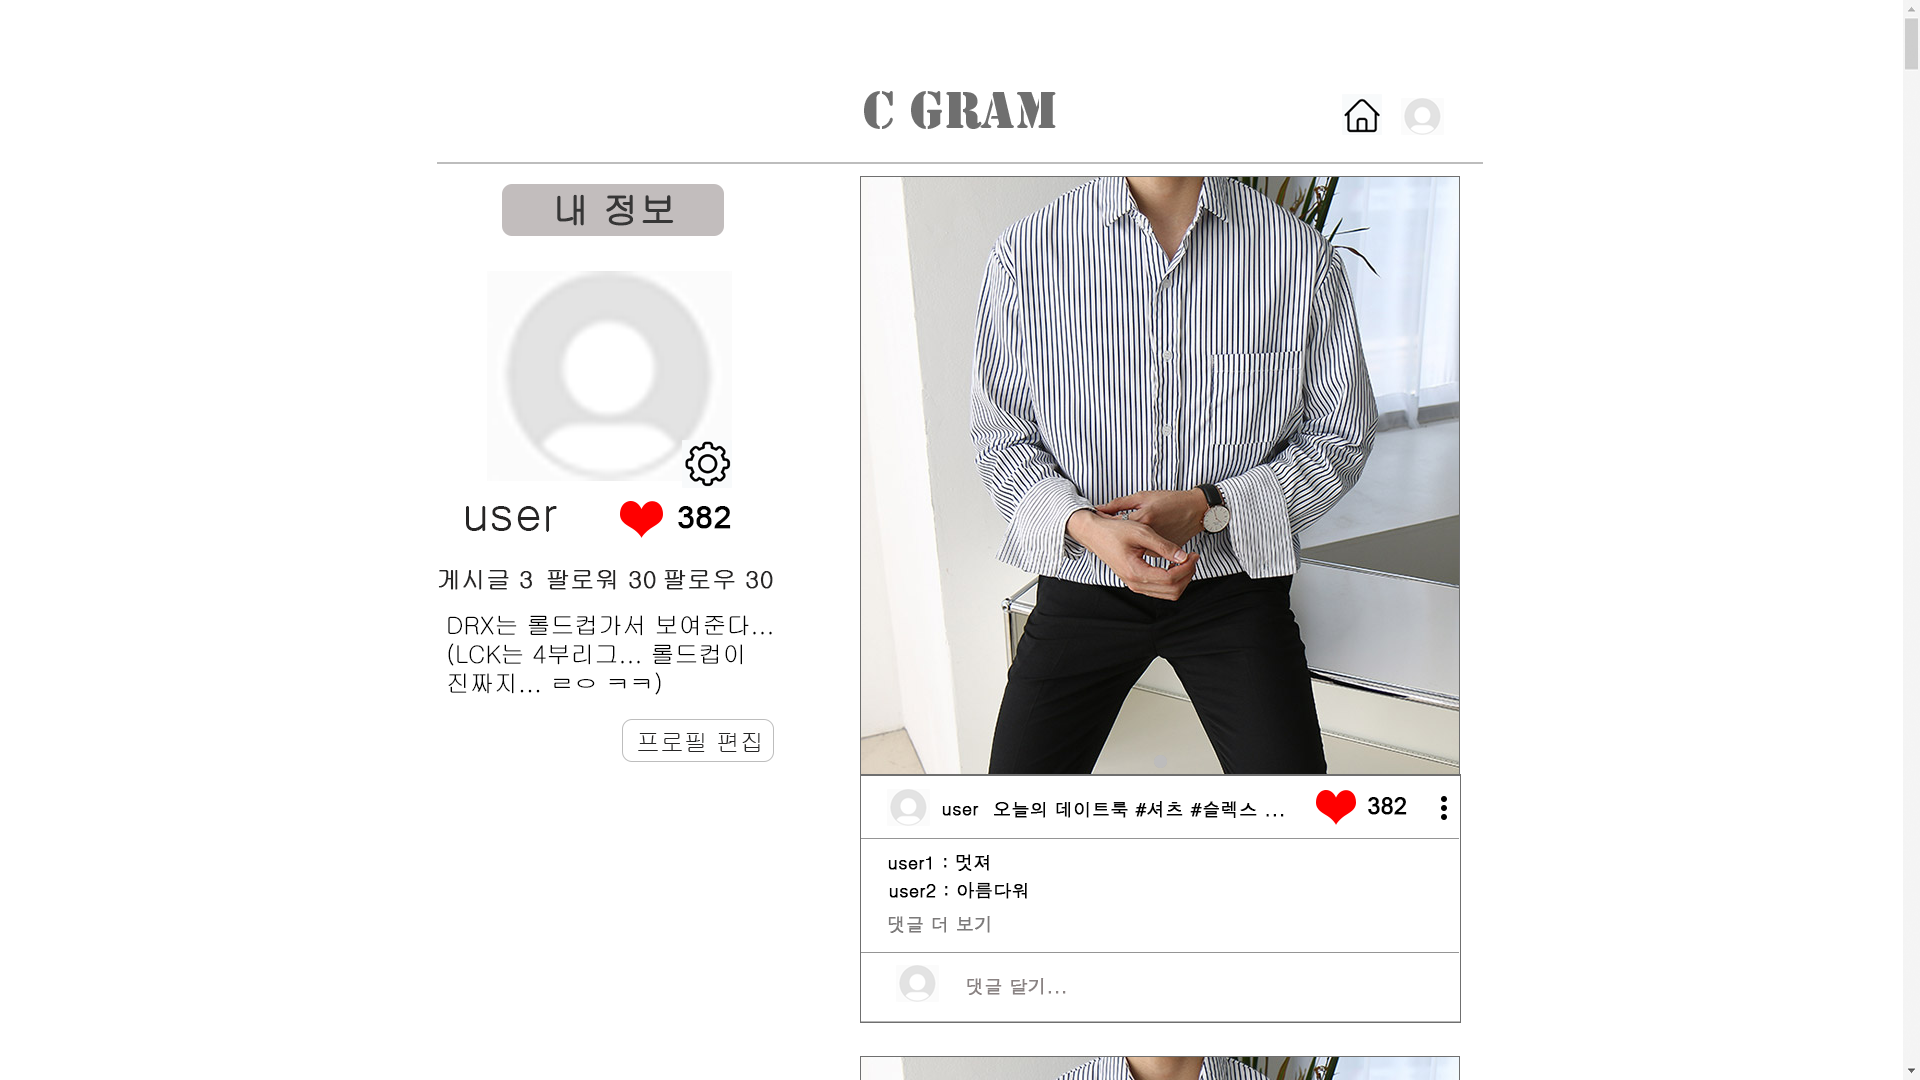 C GRAM
내 정보
user 382
게시글 3 팔로워 30 팔로우 30
DRX는 롤드컵가서 보여준다...
(LCK는 4부리그... 롤드컵이
진짜지... ㄹㅇ ㅋㅋ)
프로필 편집
user 오늘의 데이트룩 #셔츠 #슬렉스 ... 382
user1 : 멋져
user2 : 아름다워
댓글 더 보기
댓글 달기...